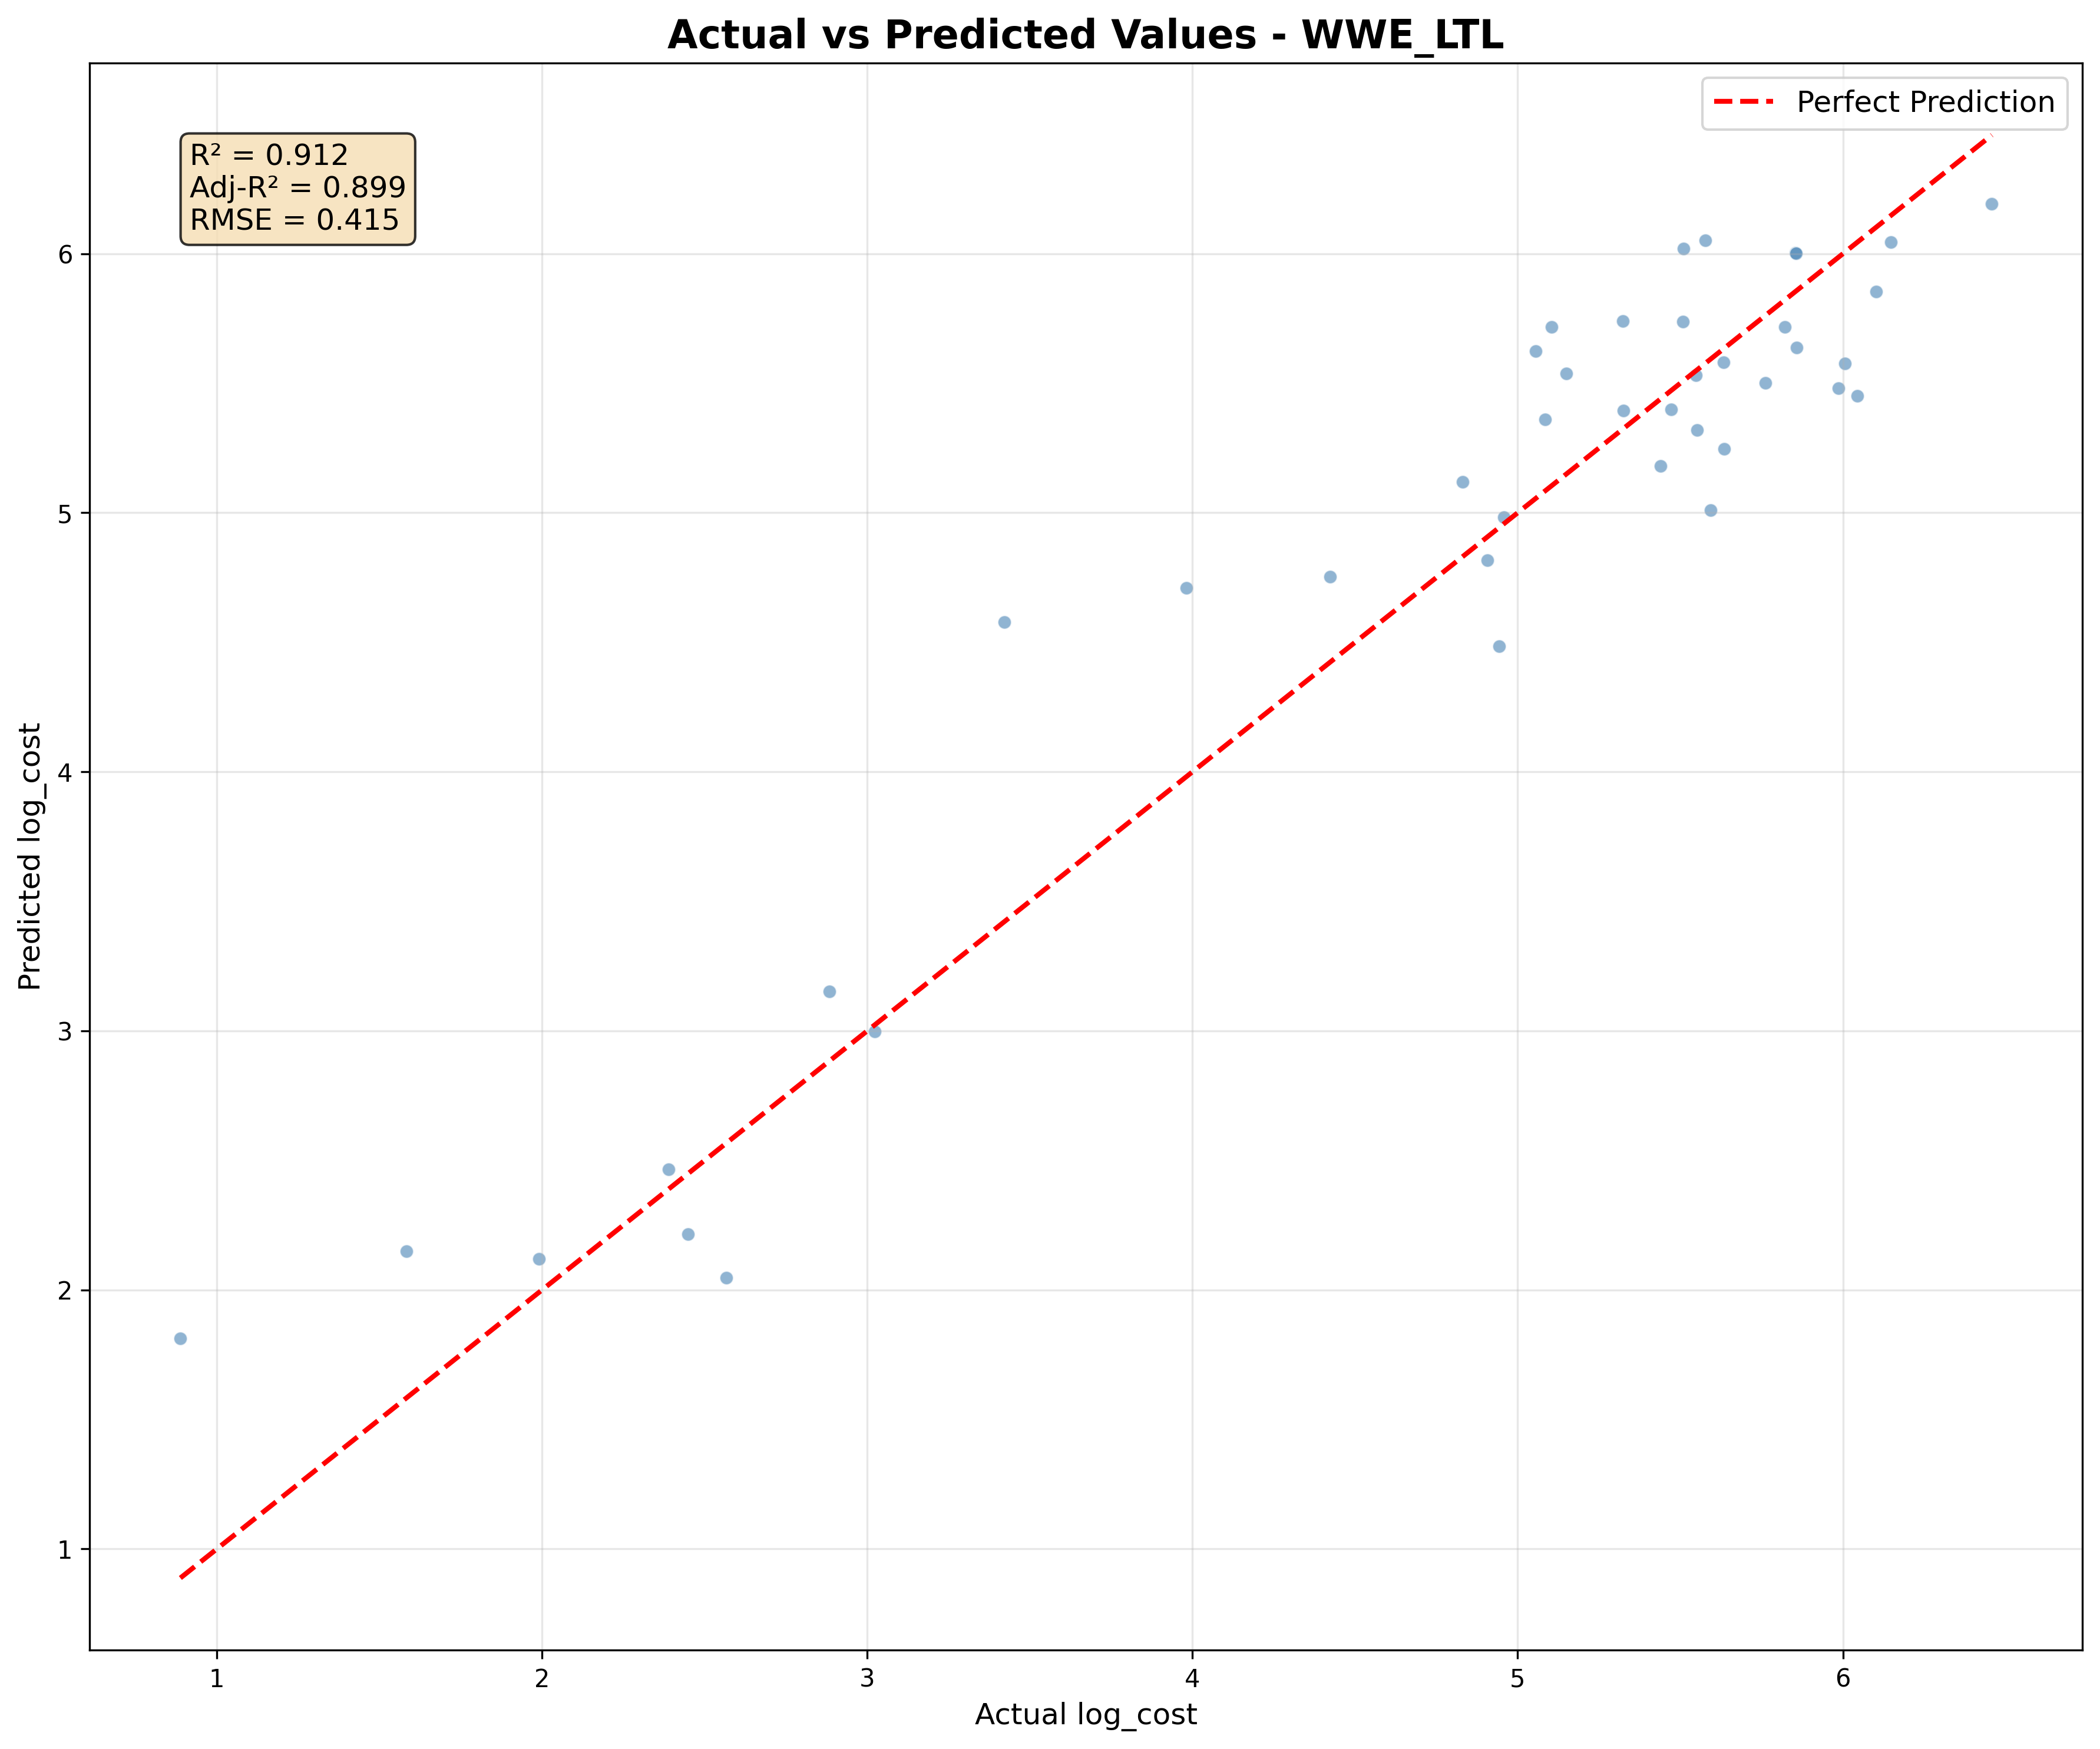 Actual vs Predicted Values - WWE_LTL
Perfect Prediction
R² = 0.912
Adj-R² = 0.899
RMSE = 0.415
6
5
4
3
2
1
Predicted log_cost
1 2 3 4 5 6
Actual log_cost